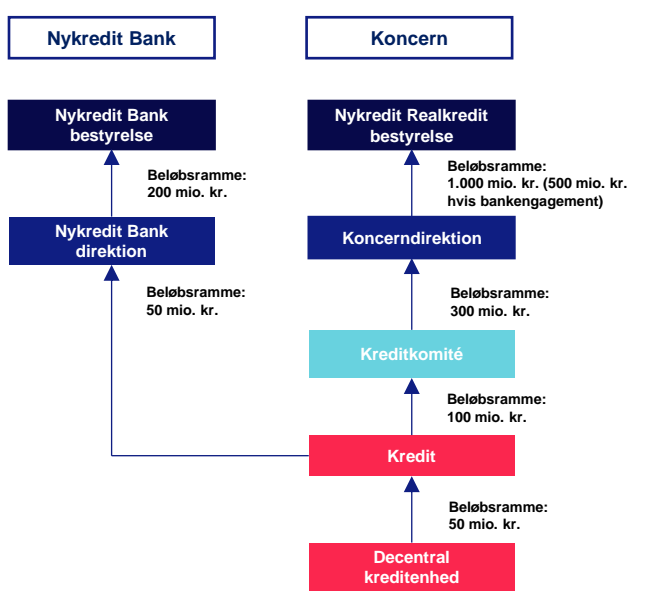 Nykredit Bank
Koncern
Nykredit Bank
bestyrelse
Nykredit Realkredit
bestyrelse
Beløbsramme:
200 mio. kr.
Beløbsramme:
1.000 mio. kr. (500 mio. kr.
hvis bankengagement)
Nykredit Bank
direktion
Koncerndirektion
Beløbsramme:
50 mio. kr.
Beløbsramme:
300 mio. kr.
Kreditkomité
Beløbsramme:
100 mio. kr.
Kredit
Beløbsramme:
50 mio. kr.
Decentral
kreditenhed